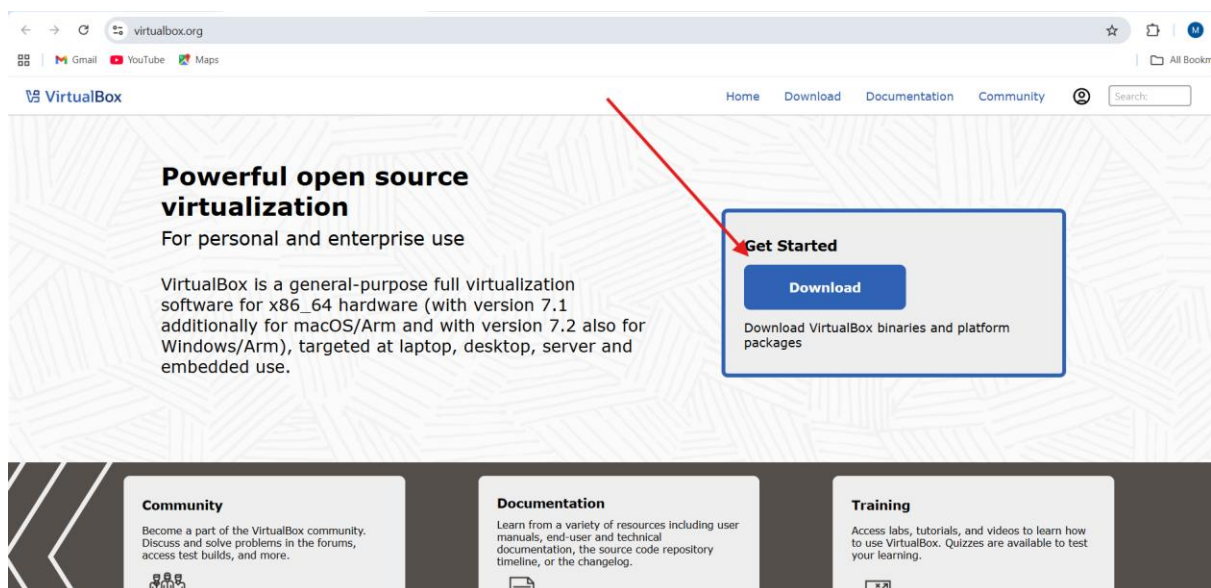 virtualbox.org
Gmail YouTube Maps
All Bookm
VirtualBox Home Download Documentation Community Search:
Powerful open source
virtualization
For personal and enterprise use
VirtualBox is a general-purpose full virtualization
software for x86_64 hardware (with version 7.1
additionally for macOS/Arm and with version 7.2 also for
Windows/Arm), targeted at laptop, desktop, server and
embedded use.
Get Started
Download
Download VirtualBox binaries and platform
packages
Community
Become a part of the VirtualBox community.
Discuss and solve problems in the forums,
access test builds, and more.
Documentation
Learn from a variety of resources including user
manuals, end-user and technical
documentation, the source code repository
timeline, or the changelog.
Training
Access labs, tutorials, and videos to learn how
to use VirtualBox. Quizzes are available to test
your learning.